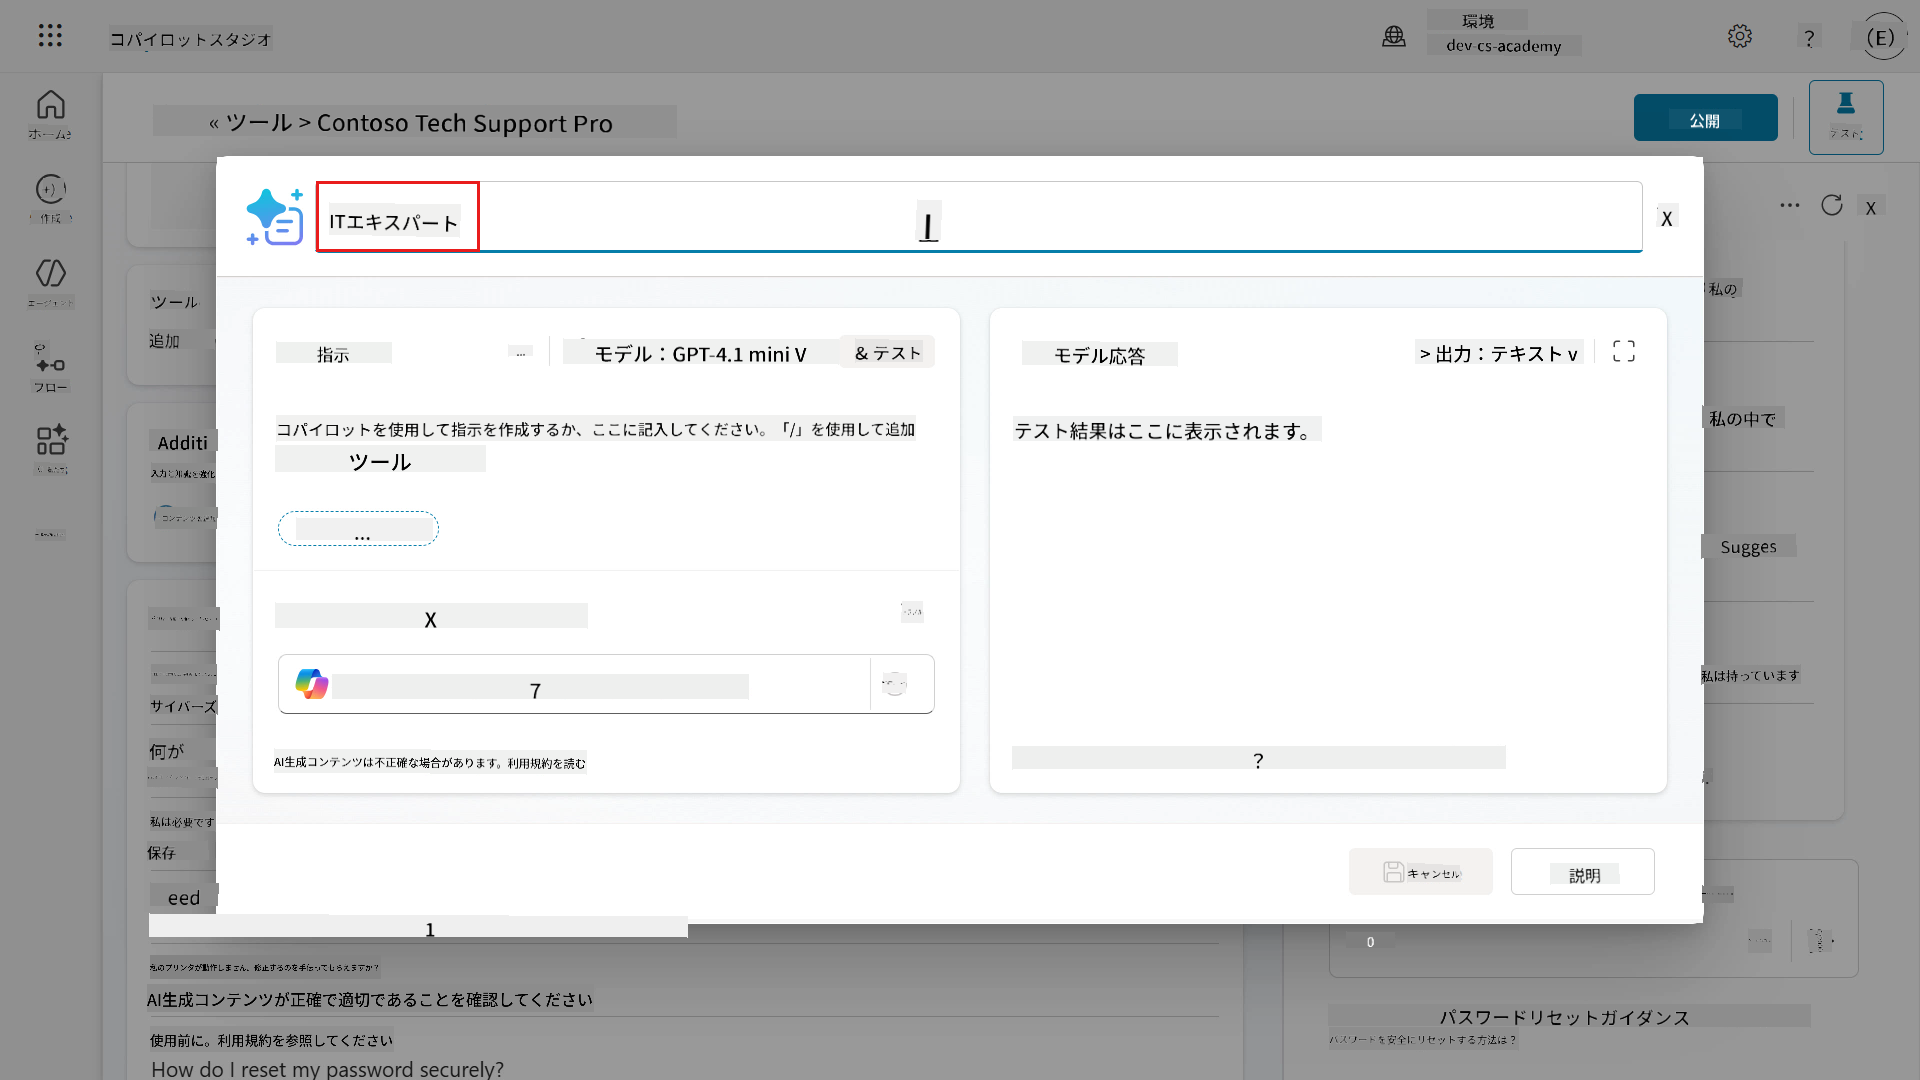 コパイロットスタジオ
環境
dev-cs-academy
?
(E)
ホーム
作成
エージェント
フロー
« ツール > Contoso Tech Support Pro
公開
テスト
ITエキスパート
X
X
指示
...
モデル：GPT-4.1 mini V
& テスト
コパイロットを使用して指示を作成するか、ここに記入してください。「/」を使用して追加
ツール
...
X
7
AI生成コンテンツは不正確な場合があります。利用規約を読む
モデル応答
> 出力：テキスト v
テスト結果はここに表示されます。
?
キャンセル
説明
ツール
追加
Additi
サイバーズ
何が
私は必要です
保存
eed
1
私のプリンタが動作しません、修正するのを手伝ってもらえますか？
AI生成コンテンツが正確で適切であることを確認してください
使用前に。利用規約を参照してください
How do I reset my password securely?
私の
私の中で
Sugges
私は持っています
0
パスワードリセットガイダンス
パスワードを安全にリセットする方法は？